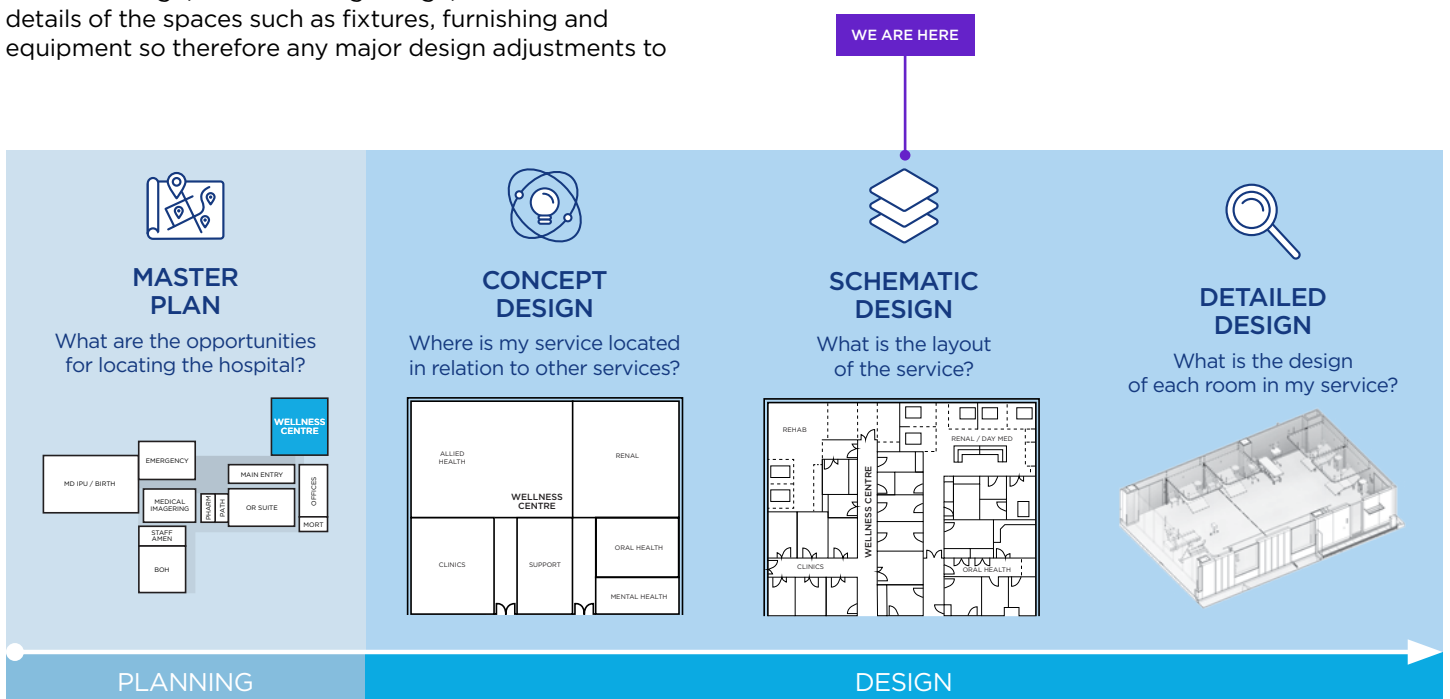 details of the spaces such as fixtures, furnishing and
equipment so therefore any major design adjustments to
WE ARE HERE
MASTER
PLAN
What are the opportunities
for locating the hospital?
WELLNESS
CENTRE
EMERGENCY
MD IPU / BIRTH
MAIN ENTRY
OFFICES
MEDICAL
IMAGERING
PHARM
PATH
OR SUITE
MORT
STAFF
AMEN
BOH
CONCEPT
DESIGN
Where is my service located
in relation to other services?
ALLIED
HEALTH
RENAL
WELLNESS
CENTRE
CLINICS
SUPPORT
ORAL HEALTH
MENTAL HEALTH
SCHEMATIC
DESIGN
What is the layout
of the service?
REHAB
RENAL / DAY MED
WELLNESS CENTRE
CLINICS
ORAL HEALTH
DETAILED
DESIGN
What is the design
of each room in my service?
PLANNING
DESIGN